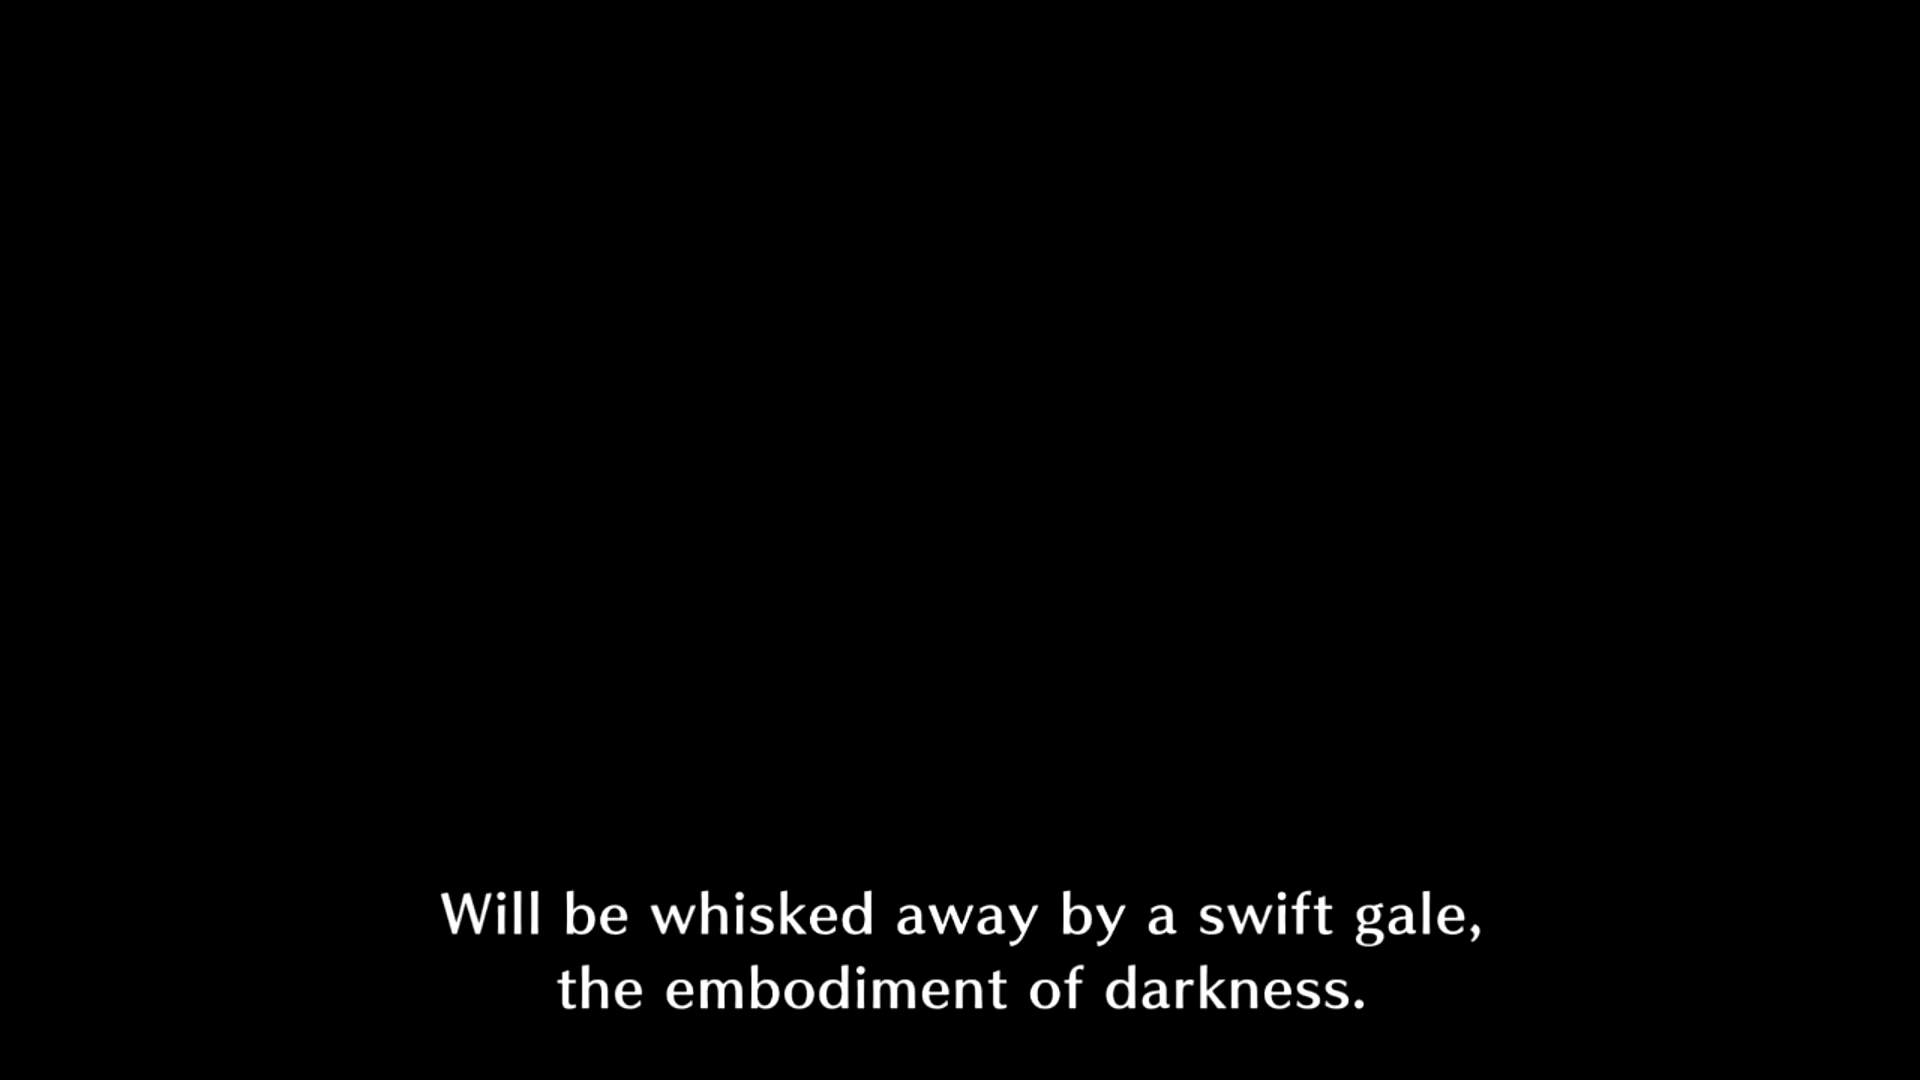 Will be whisked away by a swift gale,
the embodiment of darkness.